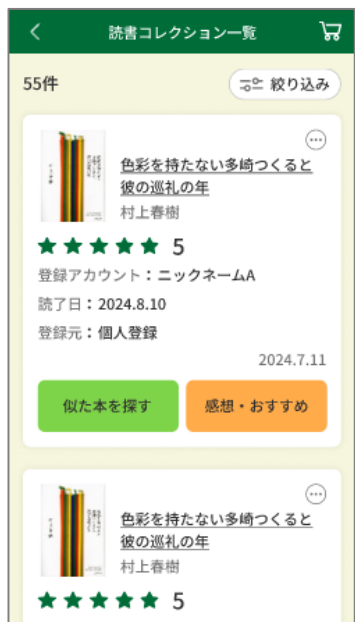 読書コレクション一覧
55件
絞り込み
色彩を持たない多崎つくると
彼の巡礼の年
村上春樹
5
登録アカウント：ニックネームA
読了日：2024.8.10
登録元：個人登録
2024.7.11
似た本を探す
感想・おすすめ
色彩を持たない多崎つくると
彼の巡礼の年
村上春樹
5